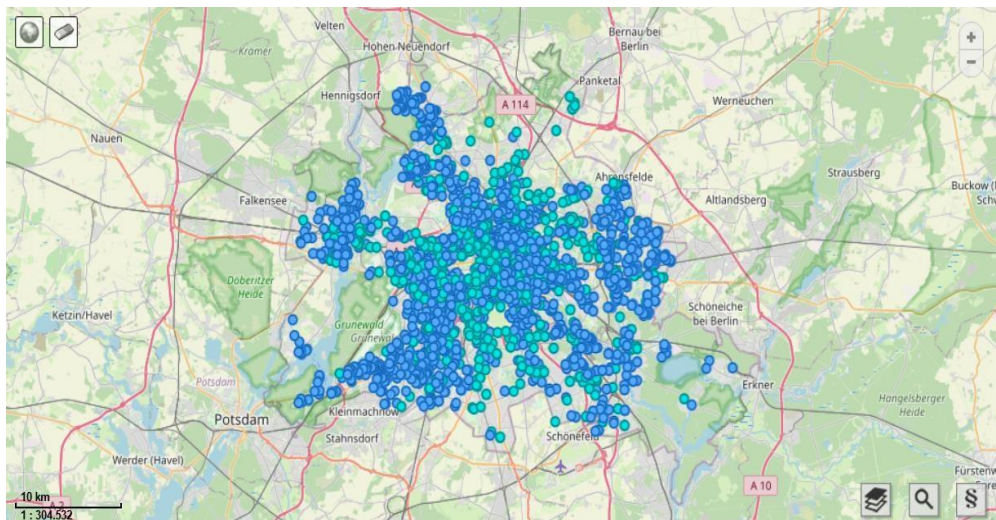 Velten
Bernau bei
Berlin
Krämer
Hohen Neuendorf
+
−
Panketal
Hennigsdorf
A 114
Werneuchen
Nauen
Ahrensfelde
Strausberg
Falkensee
Altlandsberg
Buckow (
Döberitzer
Heide
Ketzin/Havel
Schöneiche
bei Berlin
Grunewald
Potsdam
Erkner
Hangelsberger
Heide
Potsdam
Kleinmachnow
Stahnsdorf
Schönefeld
Werder (Havel)
Fürstenw
A 10
10 km
1 : 304.532
§